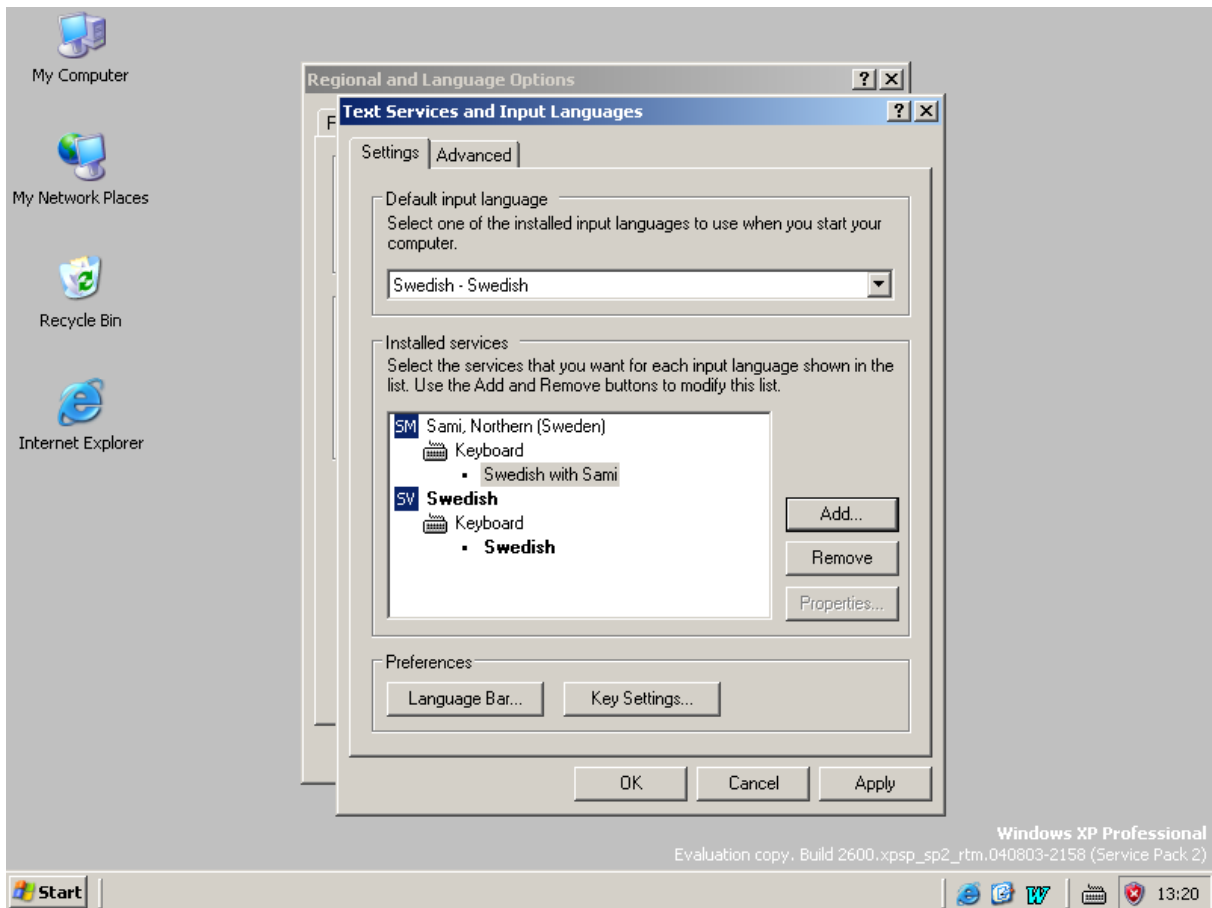 My Computer
My Network Places
Recycle Bin
Internet Explorer
Regional and Language Options
Text Services and Input Languages
Settings
Advanced
Default input language
Select one of the installed input languages to use when you start your
computer.
Swedish - Swedish
Installed services
Select the services that you want for each input language shown in the
list. Use the Add and Remove buttons to modify this list.
SM Sami, Northern (Sweden)
Keyboard
Swedish with Sami
SV Swedish
Keyboard
Swedish
Add...
Remove
Properties...
Preferences
Language Bar...
Key Settings...
OK
Cancel
Apply
Windows XP Professional
Evaluation copy. Build 2600.xpsp_sp2_rtm.040803-2158 (Service Pack 2)
Start
13:20